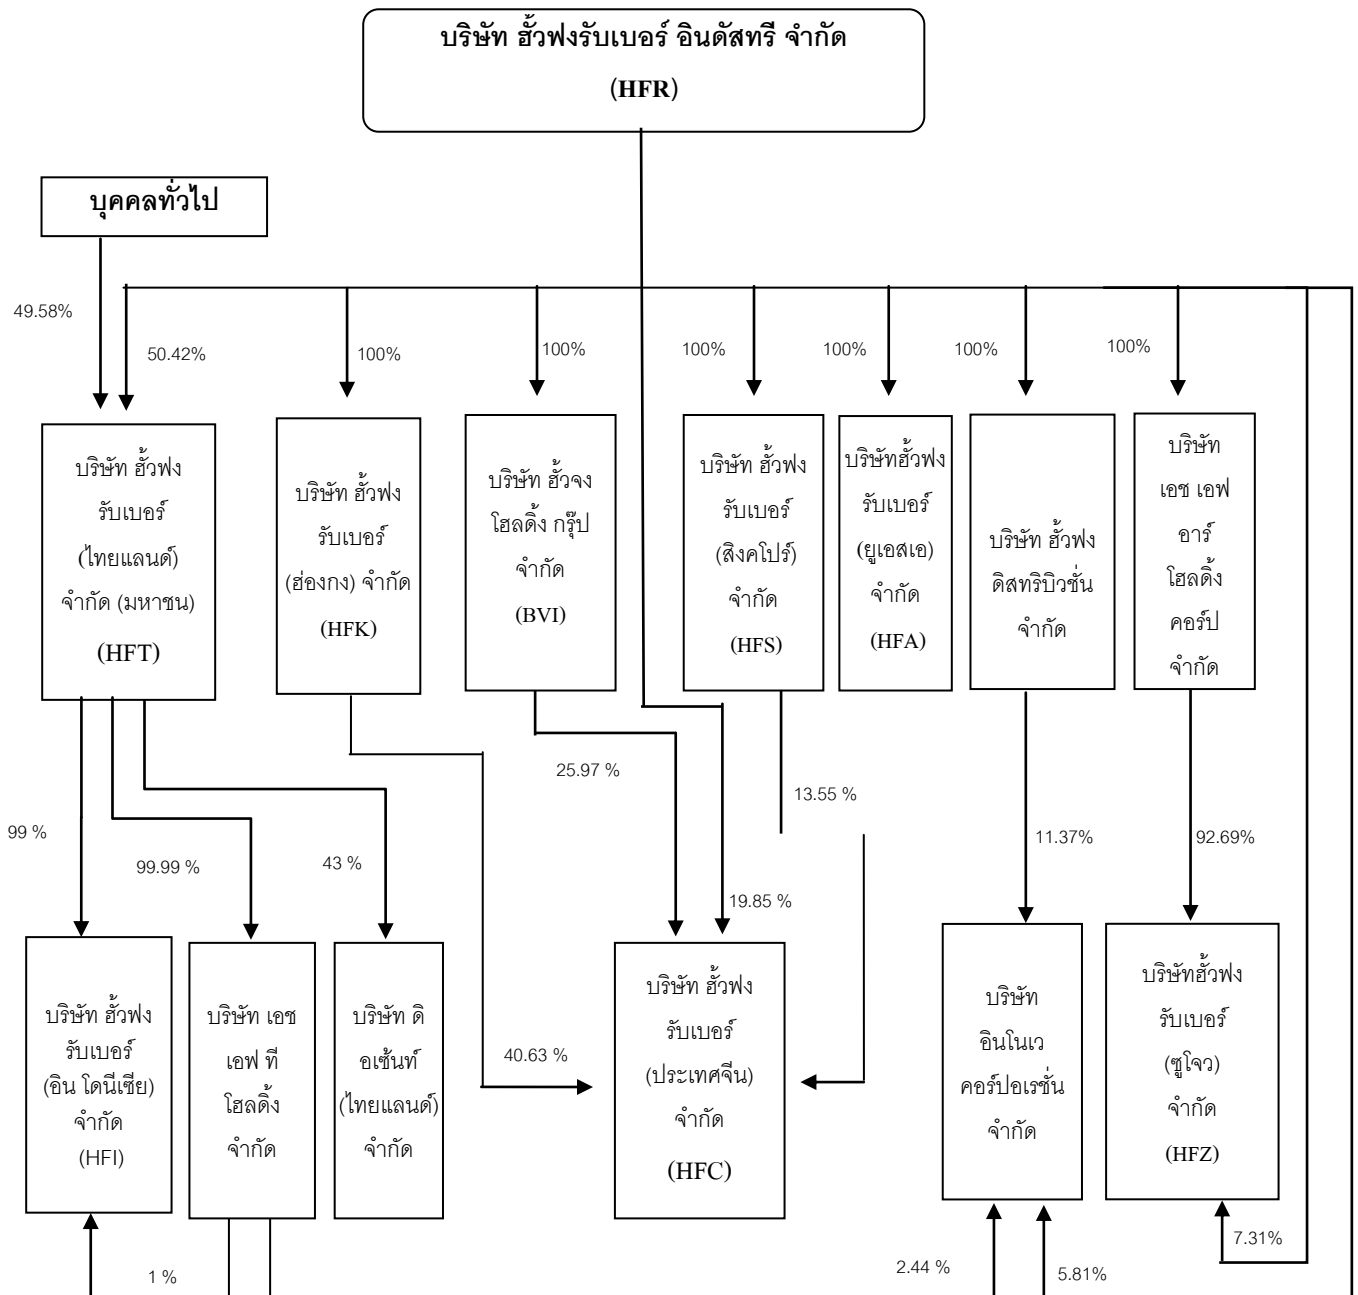 บริษัท ฮั้วฟงรับเบอร์ อินดัสทรี จำกัด
(HFR)
บุคคลทั่วไป
49.58%
50.42%
100%
100%
100%
100%
100%
100%
บริษัท ฮั้วฟง
รับเบอร์
(ไทยแลนด์)
จำกัด (มหาชน)
(HFT)
บริษัท ฮั้วฟง
รับเบอร์
(ฮ่องกง) จำกัด
(HFK)
บริษัท ฮั้วจง
โฮลดิ้ง กรุ๊ป
จำกัด
(BVI)
บริษัท ฮั้วฟง
รับเบอร์
(สิงคโปร์)
จำกัด
(HFS)
บริษัทฮั้วฟง
รับเบอร์
(ยูเอสเอ)
จำกัด
(HFA)
บริษัท ฮั้วฟง
ดิสทริบิวชั่น
จำกัด
บริษัท
เอช เอฟ
อาร์
โฮลดิ้ง
คอร์ป
จำกัด
99 %
99.99 %
43 %
25.97 %
13.55 %
19.85 %
40.63 %
11.37%
92.69%
บริษัท ฮั้วฟง
รับเบอร์
(อิน โดนีเซีย)
จำกัด
(HFI)
บริษัท เอช
เอฟ ที
โฮลดิ้ง
จำกัด
บริษัท ดิ
อเซ้นท์
(ไทยแลนด์)
จำกัด
บริษัท ฮั้วฟง
รับเบอร์
(ประเทศจีน)
จำกัด
(HFC)
บริษัท
อินโนเว
คอร์ปอเรชั่น
จำกัด
บริษัทฮั้วฟง
รับเบอร์
(ซูโจว)
จำกัด
(HFZ)
1 %
2.44 %
5.81%
7.31%